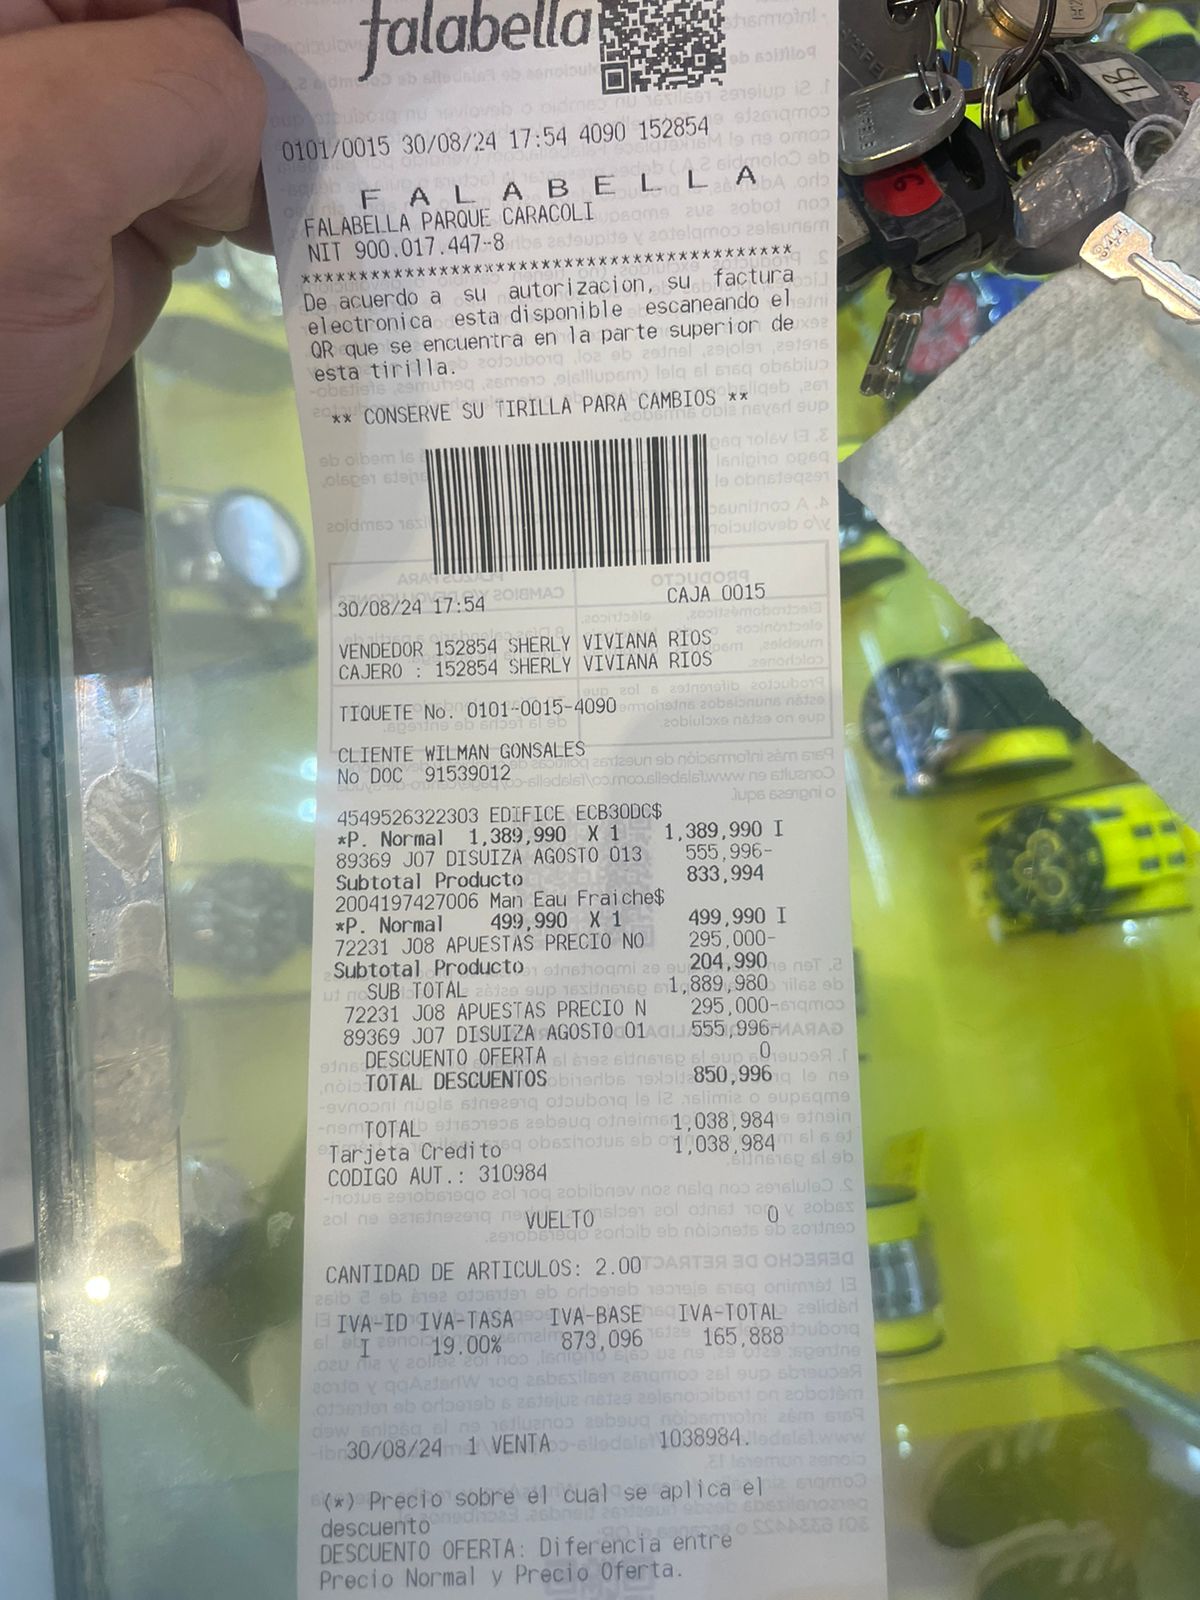 falabella
0101/0015 30/08/24 17:54 4090 152854
F A L A B E L L A
FALABELLA PARQUE CARACOLI
NIT 900.017.447-8
******************************************
De acuerdo a su autorizacion, su factura
electronica esta disponible escaneando el
QR que se encuentra en la parte superior de
esta tirilla.
** CONSERVE SU TIRILLA PARA CAMBIOS **
30/08/24 17:54 CAJA 0015
VENDEDOR 152854 SHERLY VIVIANA RIOS
CAJERO : 152854 SHERLY VIVIANA RIOS
TIQUETE No. 0101-0015-4090
CLIENTE WILMAN GONSALES
No DOC 91539012
4549526322303 EDIFICE ECB30DC$
*P. Normal 1,389,990 X 1 1,389,990 I
89369 J07 DISUIZA AGOSTO 013 555,996-
Subtotal Producto 833,994
2004197427006 Man Eau Fraiche$
*P. Normal 499,990 X 1 499,990 I
72231 J08 APUESTAS PRECIO NO 295,000-
Subtotal Producto 204,990
SUB TOTAL 1,889,980
72231 J08 APUESTAS PRECIO N 295,000-
89369 J07 DISUIZA AGOSTO 01 555,996-
DESCUENTO OFERTA 0
TOTAL DESCUENTOS 850,996
TOTAL 1,038,984
Tarjeta Credito 1,038,984
CODIGO AUT.: 310984
VUELTO 0
CANTIDAD DE ARTICULOS: 2.00
IVA-ID IVA-TASA IVA-BASE IVA-TOTAL
I 19.00% 873,096 165,888
30/08/24 1 VENTA 1038984.
(*) Precio sobre el cual se aplica el
descuento
DESCUENTO OFERTA: Diferencia entre
Precio Normal y Precio Oferta.
344